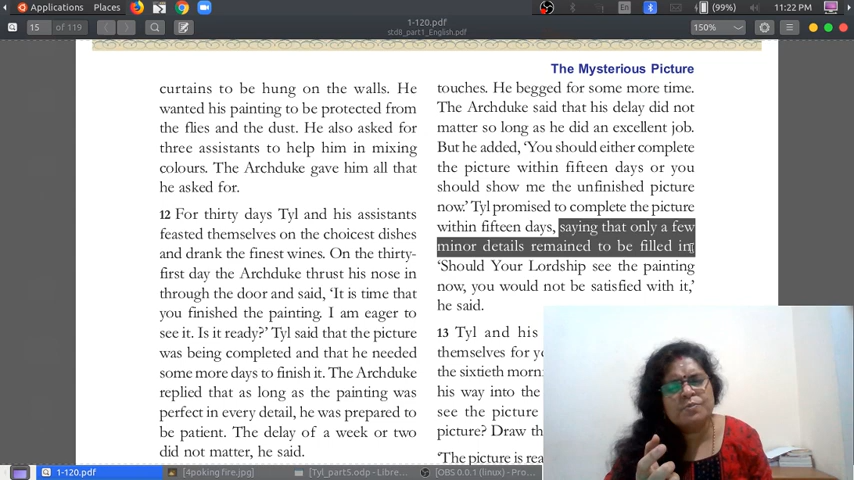 Applications
Places
En
(99%)
11:22 PM
15
of 119
1-120.pdf
std8_part1_English.pdf
150%
The Mysterious Picture
curtains to be hung on the walls. He
wanted his painting to be protected from
the flies and the dust. He also asked for
three assistants to help him in mixing
colours. The Archduke gave him all that
he asked for.
12 For thirty days Tyl and his assistants
feasted themselves on the choicest dishes
and drank the finest wines. On the thirty-
first day the Archduke thrust his nose in
through the door and said, ‘It is time that
you finished the painting. I am eager to
see it. Is it ready?’ Tyl said that the picture
was being completed and that he needed
some more days to finish it. The Archduke
replied that as long as the painting was
perfect in every detail, he was prepared to
be patient. The delay of a week or two
did not matter, he said.
touches. He begged for some more time.
The Archduke said that his delay did not
matter so long as he did an excellent job.
But he added, ‘You should either complete
the picture within fifteen days or you
should show me the unfinished picture
now.’ Tyl promised to complete the picture
within fifteen days, saying that only a few
minor details remained to be filled in.
‘Should Your Lordship see the painting
now, you would not be satisfied with it,’
he said.
13 Tyl and his
themselves for
the sixtieth
his way into the
see the picture
picture? Draw
‘The picture is
1-120.pdf
[4poking fire.jpg]
[Tyl_part5.odp - Libre...
[OBS 0.0.1 (linux) - Pro...